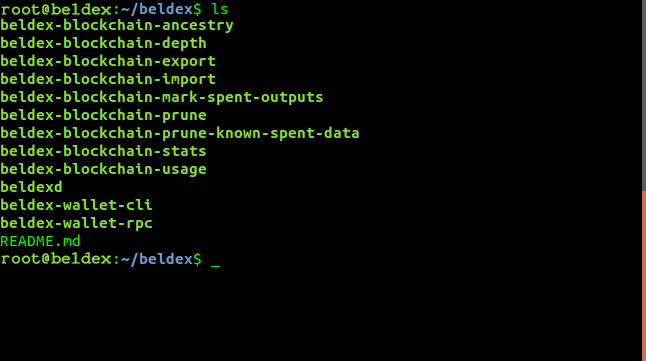 root@beldex:~/beldex$ ls
beldex-blockchain-ancestry
beldex-blockchain-depth
beldex-blockchain-export
beldex-blockchain-import
beldex-blockchain-mark-spent-outputs
beldex-blockchain-prune
beldex-blockchain-prune-known-spent-data
beldex-blockchain-stats
beldex-blockchain-usage
beldexd
beldex-wallet-cli
beldex-wallet-rpc
README.md
root@beldex:~/beldex$ _